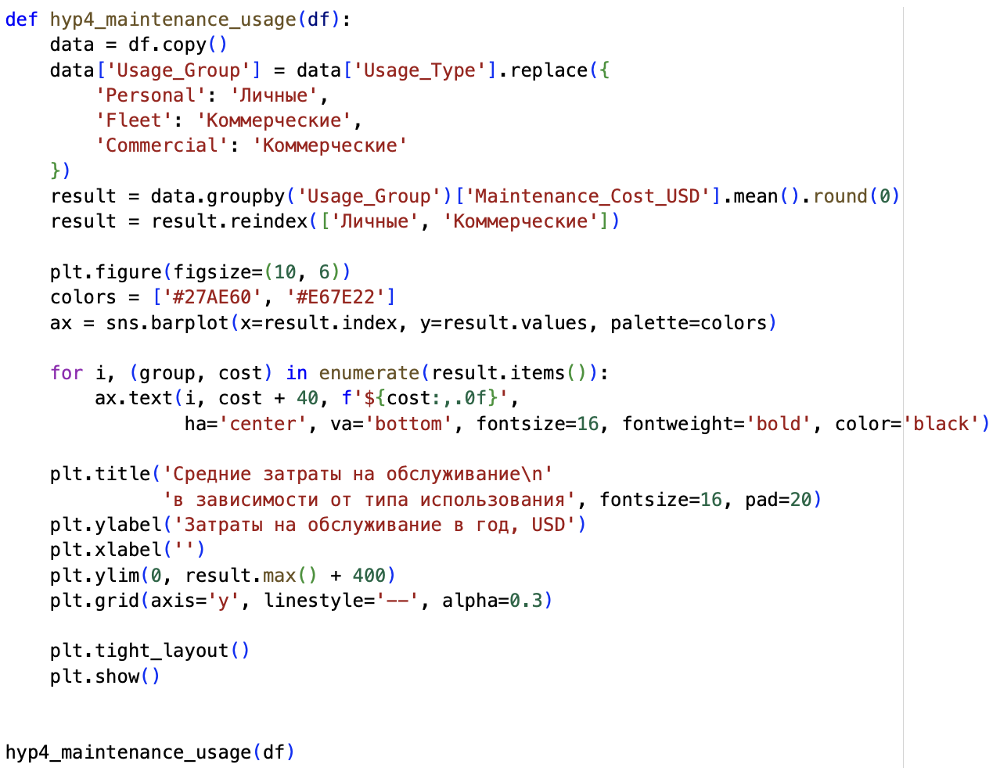 def hyp4_maintenance_usage(df):
    data = df.copy()
    data['Usage_Group'] = data['Usage_Type'].replace({
        'Personal': 'Личные',
        'Fleet': 'Коммерческие',
        'Commercial': 'Коммерческие'
    })
    result = data.groupby('Usage_Group')['Maintenance_Cost_USD'].mean().round(0)
    result = result.reindex(['Личные', 'Коммерческие'])

    plt.figure(figsize=(10, 6))
    colors = ['#27AE60', '#E67E22']
    ax = sns.barplot(x=result.index, y=result.values, palette=colors)

    for i, (group, cost) in enumerate(result.items()):
        ax.text(i, cost + 40, f'${cost:,.0f}',
                ha='center', va='bottom', fontsize=16, fontweight='bold', color='black')

    plt.title('Средние затраты на обслуживание\n'
              'в зависимости от типа использования', fontsize=16, pad=20)
    plt.ylabel('Затраты на обслуживание в год, USD')
    plt.xlabel('')
    plt.ylim(0, result.max() + 400)
    plt.grid(axis='y', linestyle='--', alpha=0.3)

    plt.tight_layout()
    plt.show()


hyp4_maintenance_usage(df)